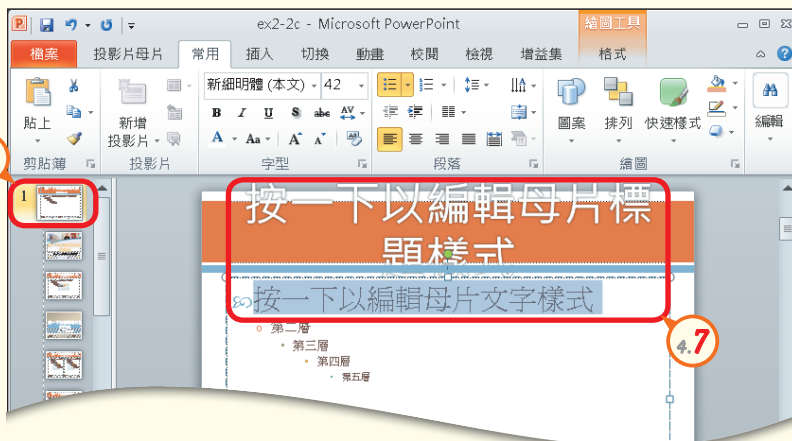 ex2-2c - Microsoft PowerPoint
繪圖工具
檔案 投影片母片 常用 插入 切換 動畫 校閱 檢視 增益集 格式
新細明體 (本文) 42
B I U S abc AV
A Aa A A
貼上
新增
投影片
圖案 排列 快速樣式 編輯
剪貼簿 投影片 字型 段落 繪圖
1
按一下以編輯母片標
題樣式
按一下以編輯母片文字樣式
第二層
第三層
第四層
第五層
4.7